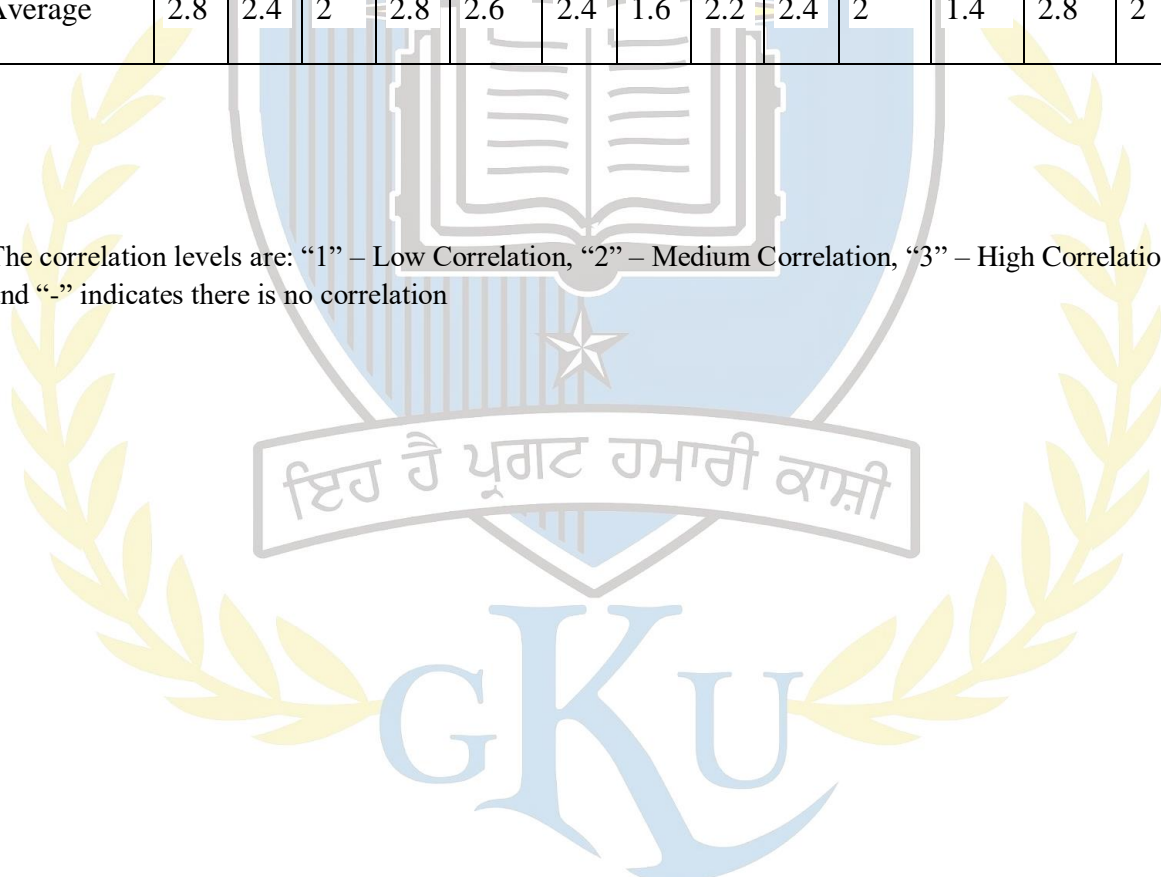 Average 2.8 2.4 2 2.8 2.6 2.4 1.6 2.2 2.4 2 1.4 2.8 2
The correlation levels are: “1” – Low Correlation, “2” – Medium Correlation, “3” – High Correlatio
nd “-” indicates there is no correlation
ਇਹ ਹੈ ਪ੍ਰਗਟ ਹਮਾਰੀ ਕਾਸ਼ੀ
GKU